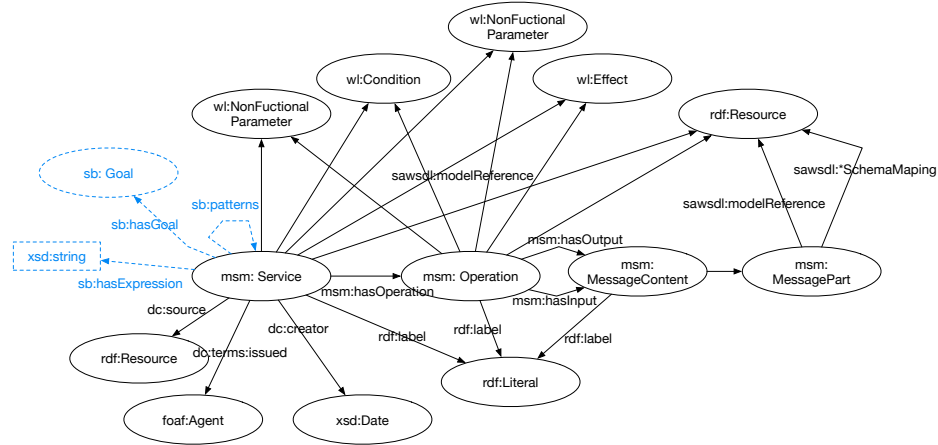 wl:NonFuctional
Parameter
wl:Condition
wl:Effect
wl:NonFuctional
Parameter
rdf:Resource
sb: Goal
sawsdl:modelReference
sawsdl:*SchemaMaping
sb:patterns
sawsdl:modelReference
sb:hasGoal
msm:hasOutput
xsd:string
msm: Service
msm: Operation
msm:
MessageContent
msm:
MessagePart
sb:hasExpression
msm:hasOperation
msm:hasInput
dc:source
dc:creator
rdf:label
rdf:label
rdf:label
rdf:Resource
dc:terms:issued
rdf:Literal
foaf:Agent
xsd:Date